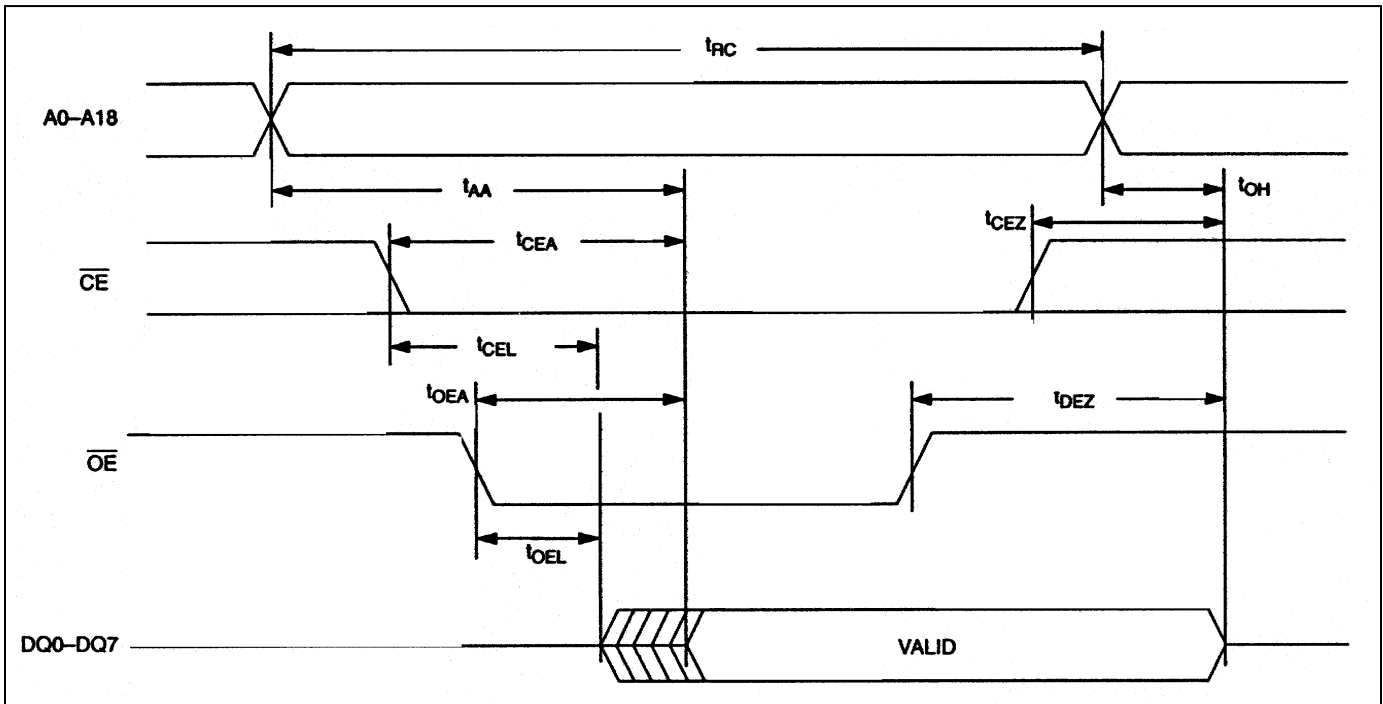 tRC
A0–A18
tAA
tOH
tCEZ
tCEA
CE
tCEL
tOEA
tDEZ
OE
tOEL
DQ0–DQ7
VALID